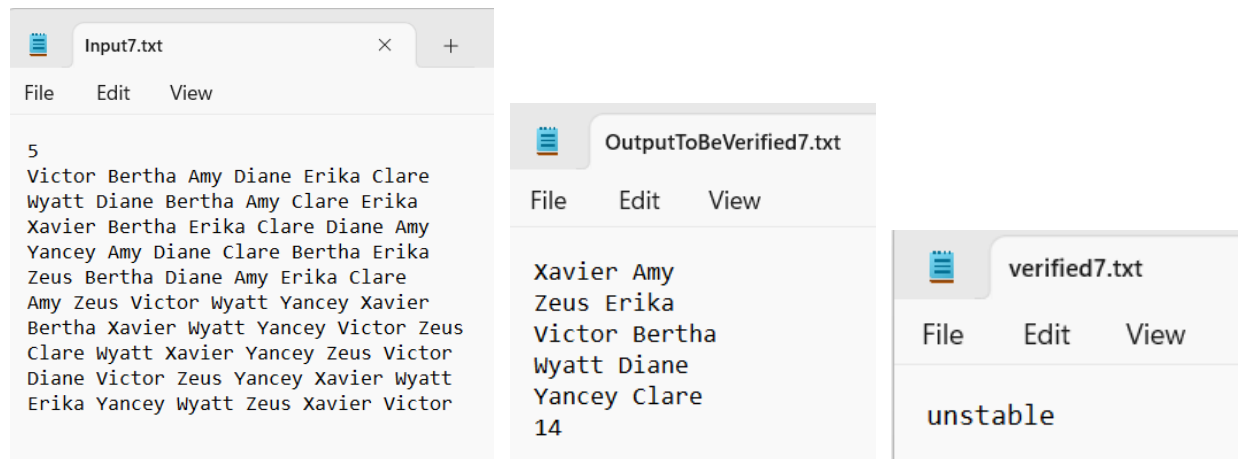 Input7.txt
File Edit View
5
Victor Bertha Amy Diane Erika Clare
Wyatt Diane Bertha Amy Clare Erika
Xavier Bertha Erika Clare Diane Amy
Yancey Amy Diane Clare Bertha Erika
Zeus Bertha Diane Amy Erika Clare
Amy Zeus Victor Wyatt Yancey Xavier
Bertha Xavier Wyatt Yancey Victor Zeus
Clare Wyatt Xavier Yancey Zeus Victor
Diane Victor Zeus Yancey Xavier Wyatt
Erika Yancey Wyatt Zeus Xavier Victor
OutputToBeVerified7.txt
File Edit View
Xavier Amy
Zeus Erika
Victor Bertha
Wyatt Diane
Yancey Clare
14
verified7.txt
File Edit View
unstable